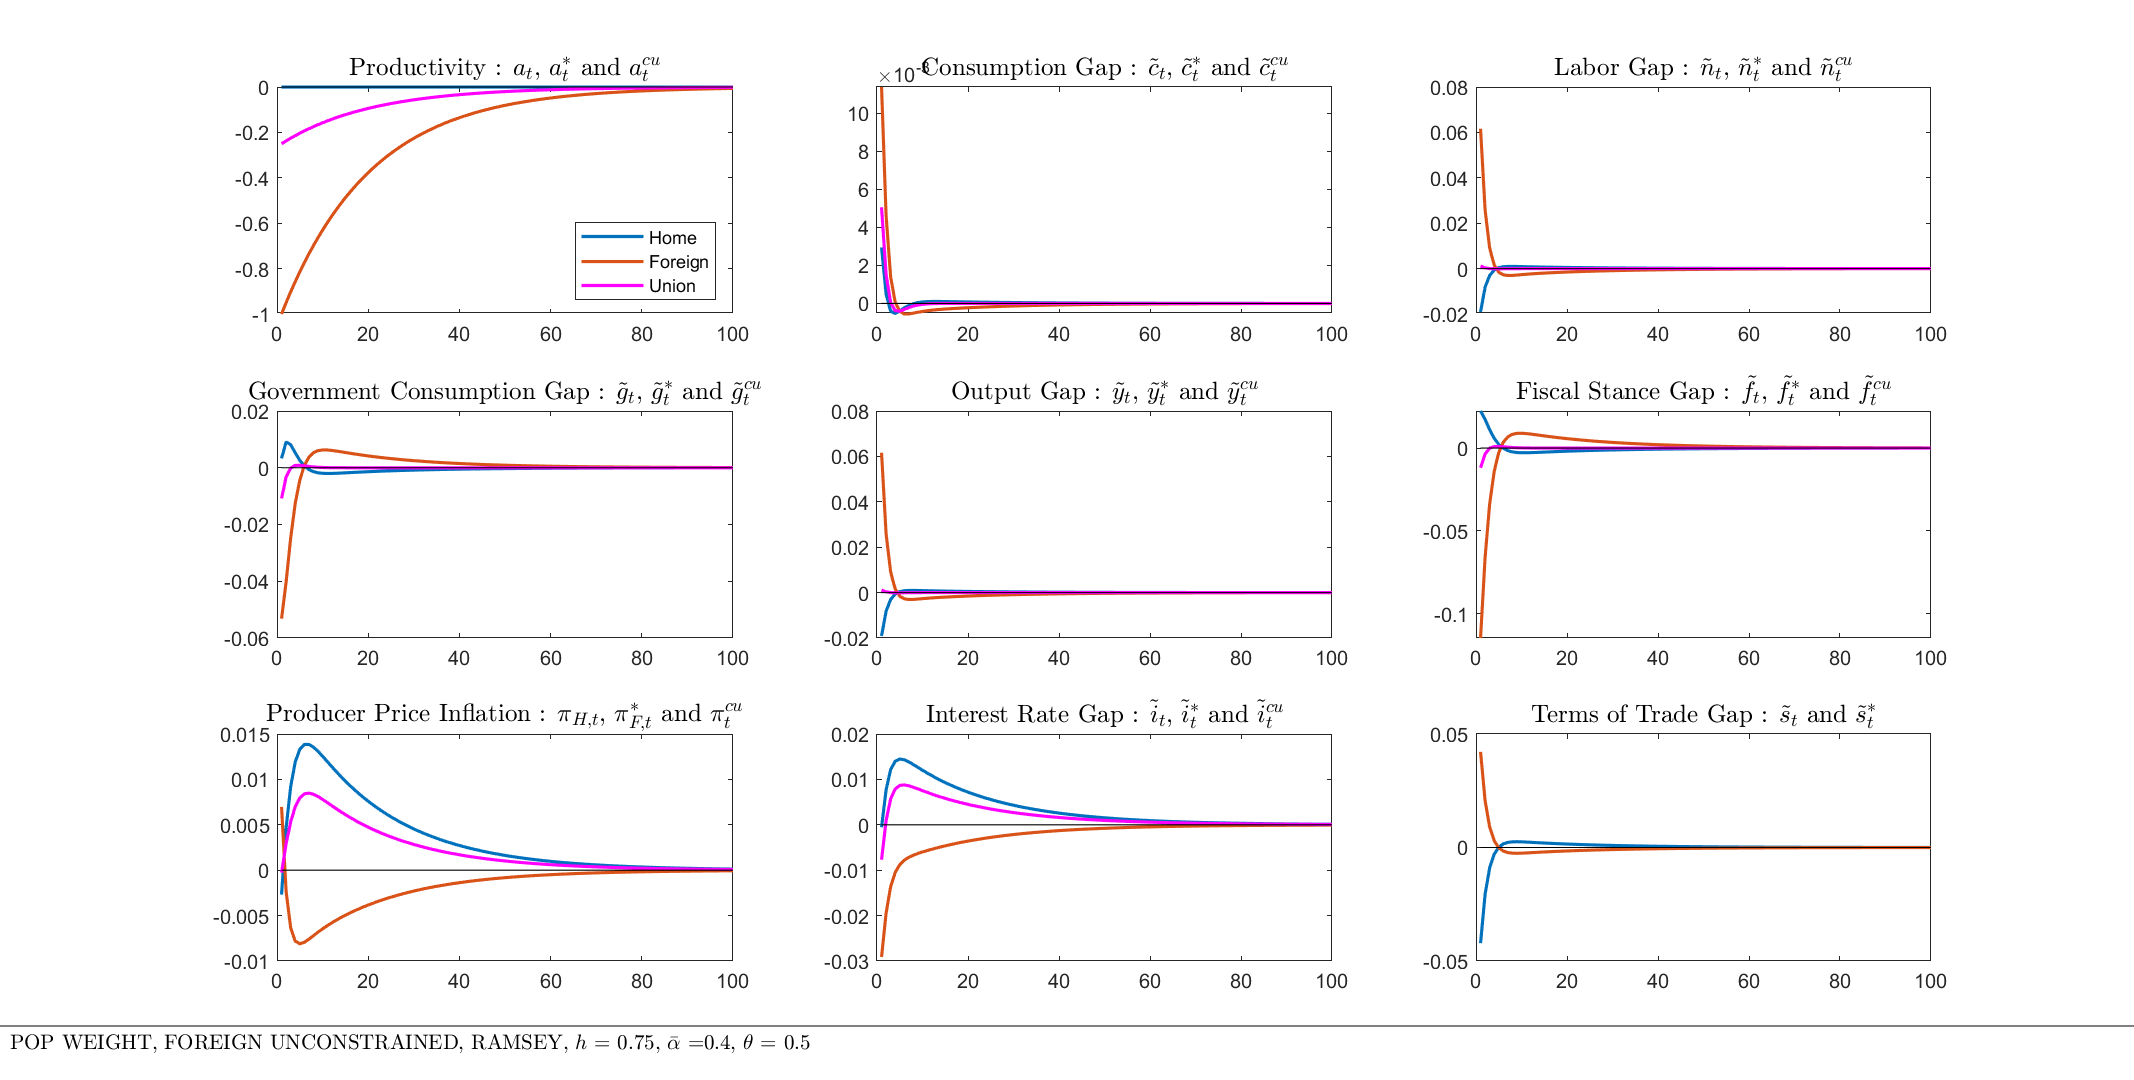 Productivity : a_t, a_t^* and a_t^{cu}
0
-0.2
-0.4
-0.6
-0.8
-1
0 20 40 60 80 100
Home
Foreign
Union
×10^{-3}
Consumption Gap : c̃_t, c̃_t^* and c̃_t^{cu}
10
8
6
4
2
0
0 20 40 60 80 100
Labor Gap : ñ_t, ñ_t^* and ñ_t^{cu}
0.08
0.06
0.04
0.02
0
-0.02
0 20 40 60 80 100
Government Consumption Gap : g̃_t, g̃_t^* and g̃_t^{cu}
0.02
0
-0.02
-0.04
-0.06
0 20 40 60 80 100
Output Gap : ỹ_t, ỹ_t^* and ỹ_t^{cu}
0.08
0.06
0.04
0.02
0
-0.02
0 20 40 60 80 100
Fiscal Stance Gap : f̃_t, f̃_t^* and f̃_t^{cu}
0
-0.05
-0.1
0 20 40 60 80 100
Producer Price Inflation : π_{H,t}, π_{F,t}^* and π_t^{cu}
0.015
0.01
0.005
0
-0.005
-0.01
0 20 40 60 80 100
Interest Rate Gap : ĩ_t, ĩ_t^* and ĩ_t^{cu}
0.02
0.01
0
-0.01
-0.02
-0.03
0 20 40 60 80 100
Terms of Trade Gap : s̃_t and s̃_t^*
0.05
0
-0.05
0 20 40 60 80 100
POP WEIGHT, FOREIGN UNCONSTRAINED, RAMSEY, h = 0.75, ᾱ =0.4, θ = 0.5